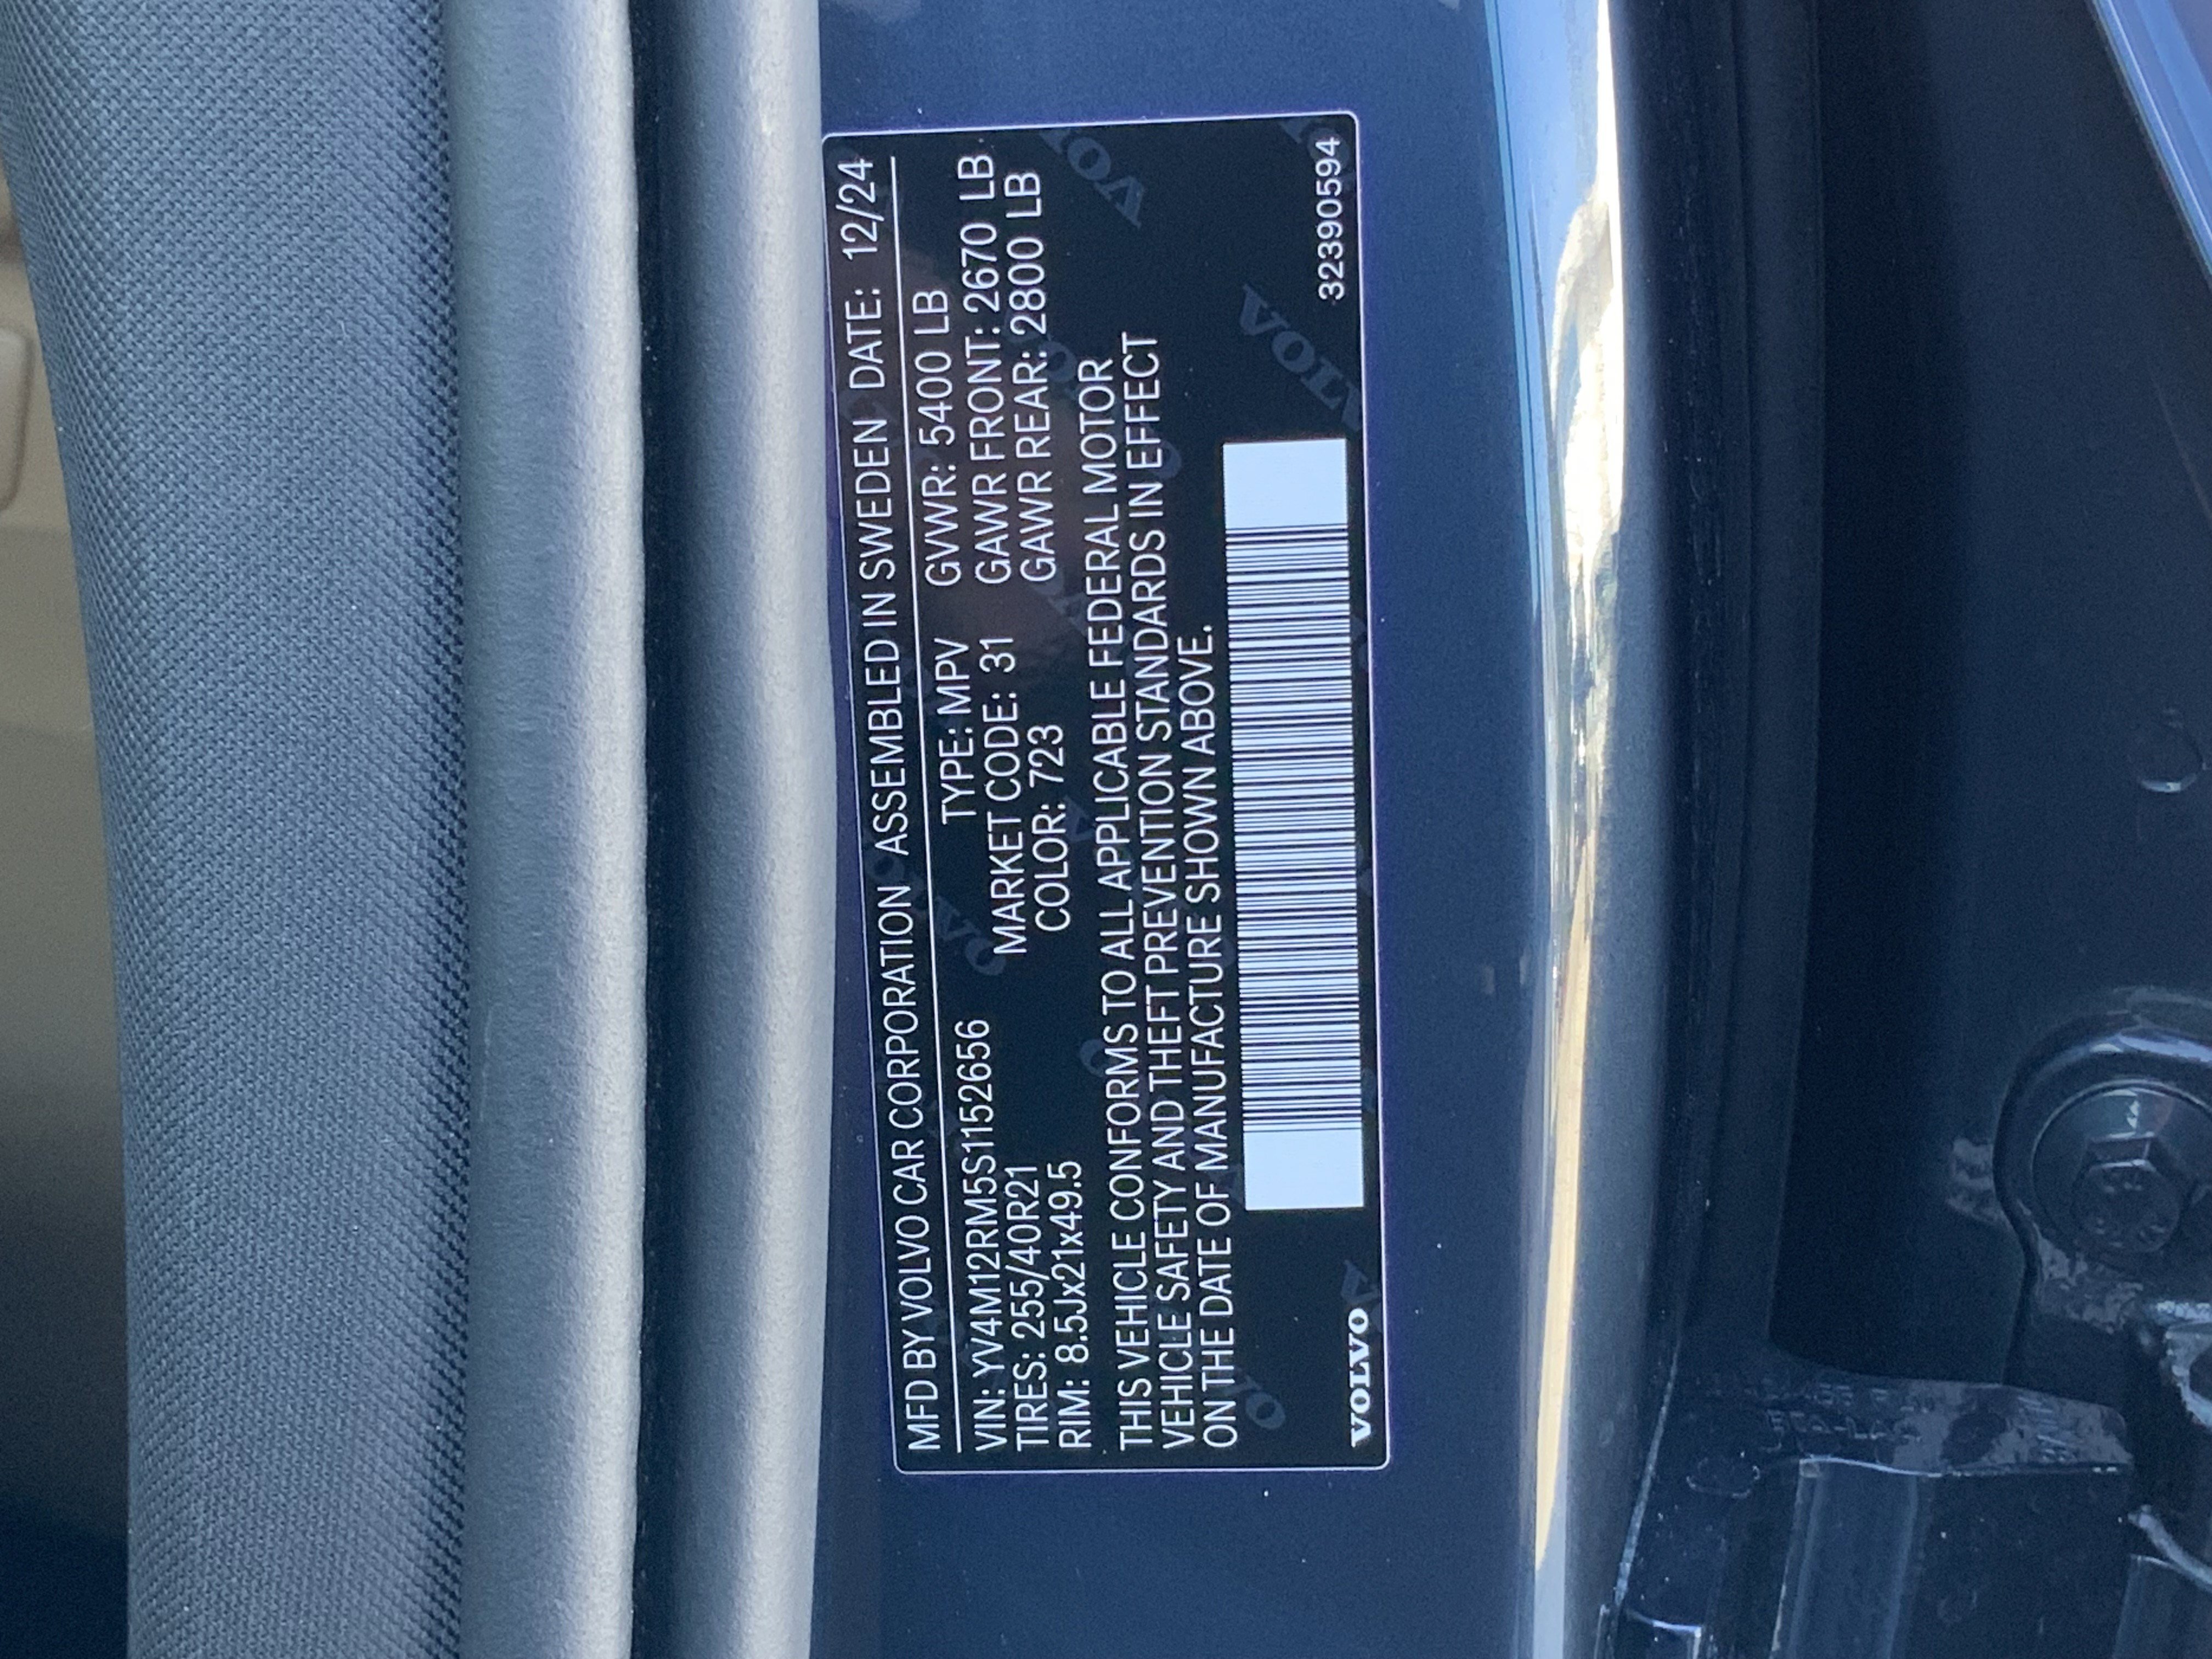 MFD BY VOLVO CAR CORPORATION ASSEMBLED IN SWEDEN DATE: 12/24
VIN: YV4M12RM5S1152656 TYPE: MPV GVWR: 5400 LB
TIRES: 255/40R21 MARKET CODE: 31 GAWR FRONT: 2670 LB
RIM: 8.5Jx21x49.5 COLOR: 723 GAWR REAR: 2800 LB
THIS VEHICLE CONFORMS TO ALL APPLICABLE FEDERAL MOTOR
VEHICLE SAFETY AND THEFT PREVENTION STANDARDS IN EFFECT
ON THE DATE OF MANUFACTURE SHOWN ABOVE.
VOLVO 32390594